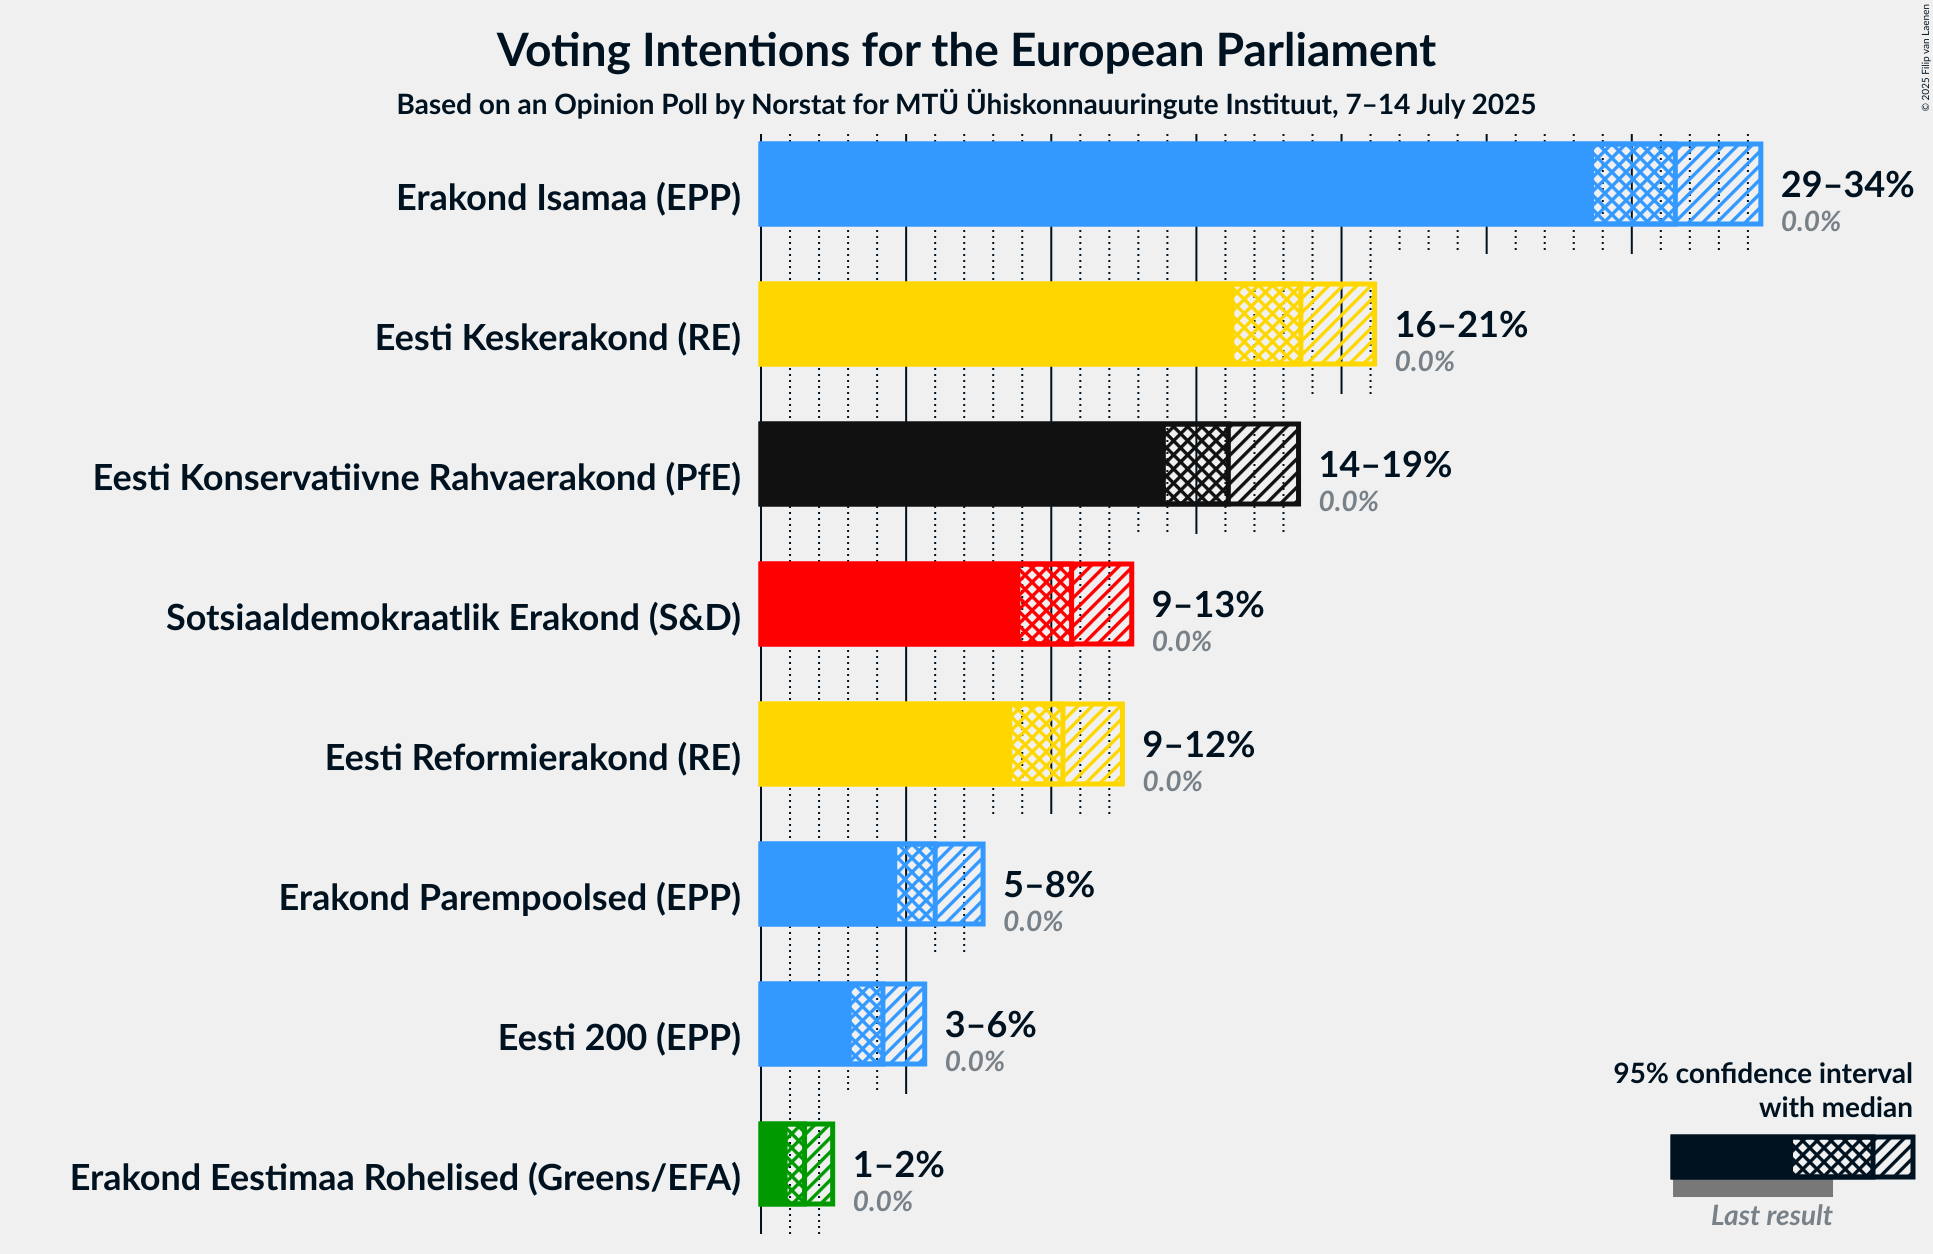 Voting Intentions for the European Parliament
Based on an Opinion Poll by Norstat for MTÜ Ühiskonnauuringute Instituut, 7–14 July 2025
© 2025 Filip van Laenen
Erakond Isamaa (EPP)
29–34%
0.0%
Eesti Keskerakond (RE)
16–21%
0.0%
Eesti Konservatiivne Rahvaerakond (PfE)
14–19%
0.0%
Sotsiaaldemokraatlik Erakond (S&D)
9–13%
0.0%
Eesti Reformierakond (RE)
9–12%
0.0%
Erakond Parempoolsed (EPP)
5–8%
0.0%
Eesti 200 (EPP)
3–6%
0.0%
Erakond Eestimaa Rohelised (Greens/EFA)
1–2%
0.0%
95% confidence interval
with median
Last result